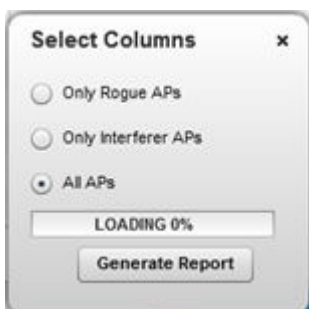 Select Columns ×
Only Rogue APs
Only Interferer APs
All APs
LOADING 0%
Generate Report